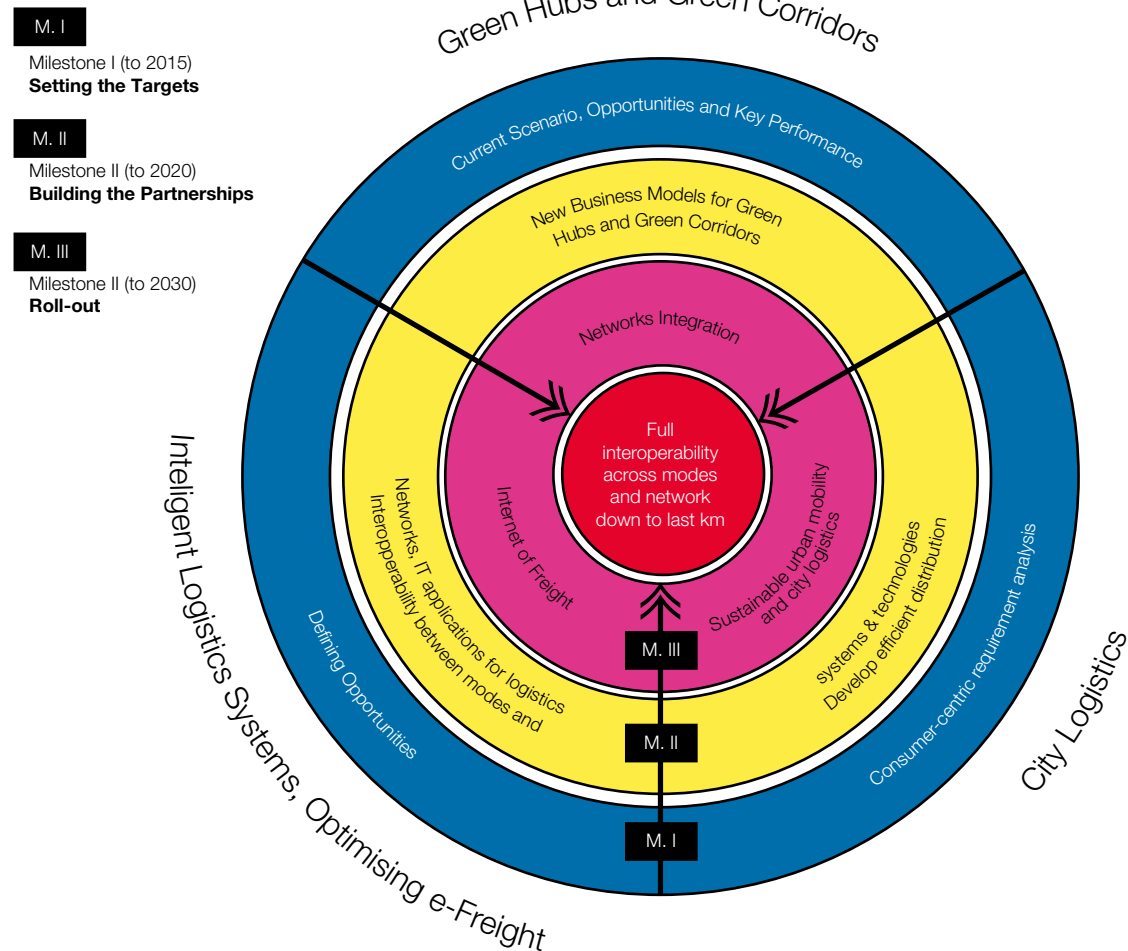 M. I
Milestone I (to 2015)
Setting the Targets
M. II
Milestone II (to 2020)
Building the Partnerships
M. III
Milestone II (to 2030)
Roll-out
Green Hubs and Green Corridors
Current Scenario, Opportunities and Key Performance
New Business Models for Green
Hubs and Green Corridors
Networks Integration
Full
interoperability
across modes
and network
down to last km
Inteligent Logistics Systems, Optimising e-Freight
Defining Opportunities
Networks, IT applications for logistics
Interopperability between modes and
Internet of Freight
Sustainable urban mobility
and city logistics
systems & technologies
Develop efficient distribution
Consumer-centric requirement analysis
City Logistics
M. III
M. II
M. I